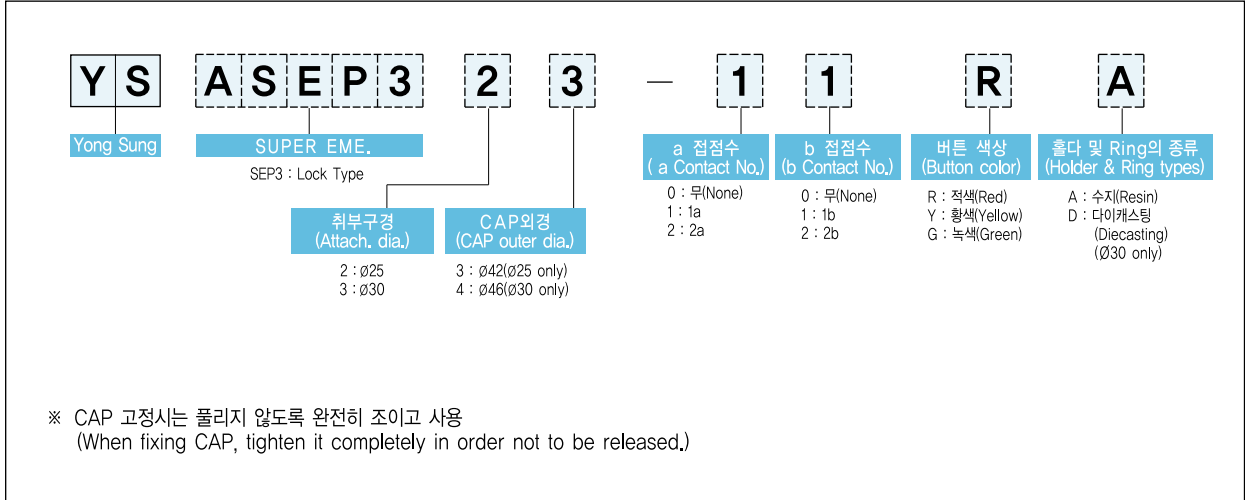 YS ASEP3 2 3 - 1 1 R A
Yong Sung
SUPER EME.
SEP3 : Lock Type
취부구경
(Attach. dia.)
2 : Ø25
3 : Ø30
CAP외경
(CAP outer dia.)
3 : Ø42(Ø25 only)
4 : Ø46(Ø30 only)
a 접점수
( a Contact No.)
0 : 무(None)
1 : 1a
2 : 2a
b 접점수
(b Contact No.)
0 : 무(None)
1 : 1b
2 : 2b
버튼 색상
(Button color)
R : 적색(Red)
Y : 황색(Yellow)
G : 녹색(Green)
홀다 및 Ring의 종류
(Holder & Ring types)
A : 수지(Resin)
D : 다이캐스팅
(Diecasting)
(Ø30 only)
※ CAP 고정시는 풀리지 않도록 완전히 조이고 사용
(When fixing CAP, tighten it completely in order not to be released.)